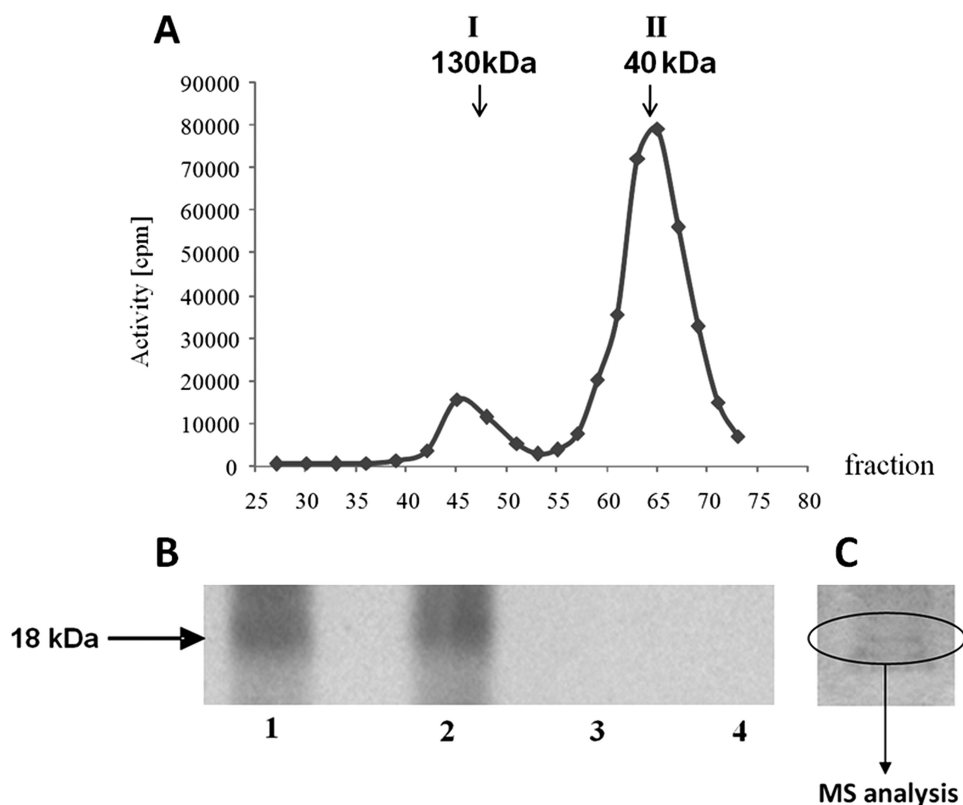 A
I
II
130kDa
40 kDa
90000
80000
70000
60000
50000
40000
30000
20000
10000
0
Activity [cpm]
25 30 35 40 45 50 55 60 65 70 75 80
fraction
B
C
18 kDa
1 2 3 4
MS analysis